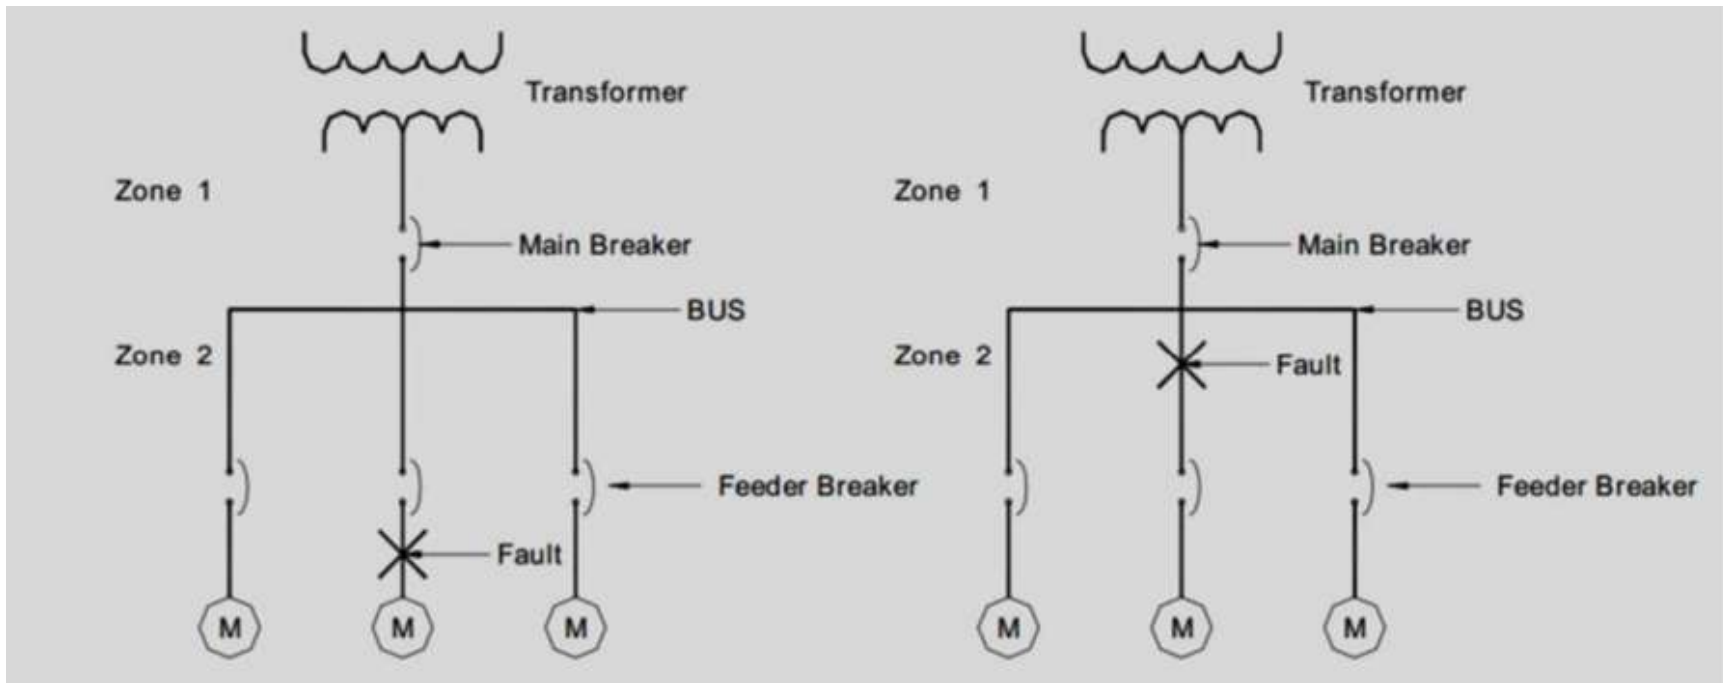 Transformer
Zone 1
Main Breaker
BUS
Zone 2
Feeder Breaker
Fault
M M M
Transformer
Zone 1
Main Breaker
BUS
Zone 2
Fault
Feeder Breaker
M M M